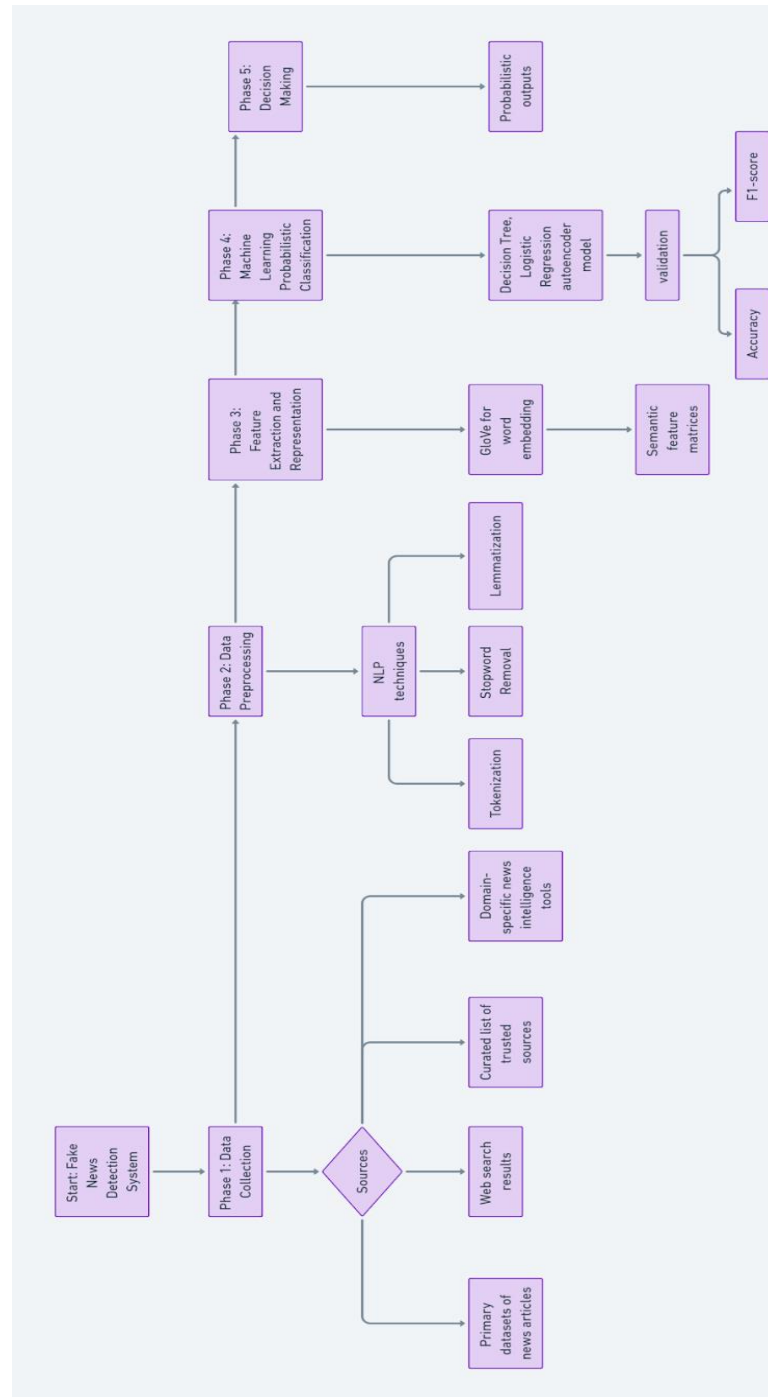 Start: Fake
News
Detection
System
Phase 1: Data
Collection
Sources
Primary
datasets of
news articles
Web search
results
Curated list of
trusted
sources
Domain-
specific news
intelligence
tools
Phase 2: Data
Preprocessing
NLP
techniques
Tokenization
Stopword
Removal
Lemmatization
Phase 3:
Feature
Extraction and
Representation
GloVe for
word
embedding
Semantic
feature
matrices
Phase 4:
Machine
Learning
Probabilistic
Classification
Decision Tree,
Logistic
Regression
autoencoder
model
validation
Accuracy
F1-score
Phase 5:
Decision
Making
Probabilistic
outputs